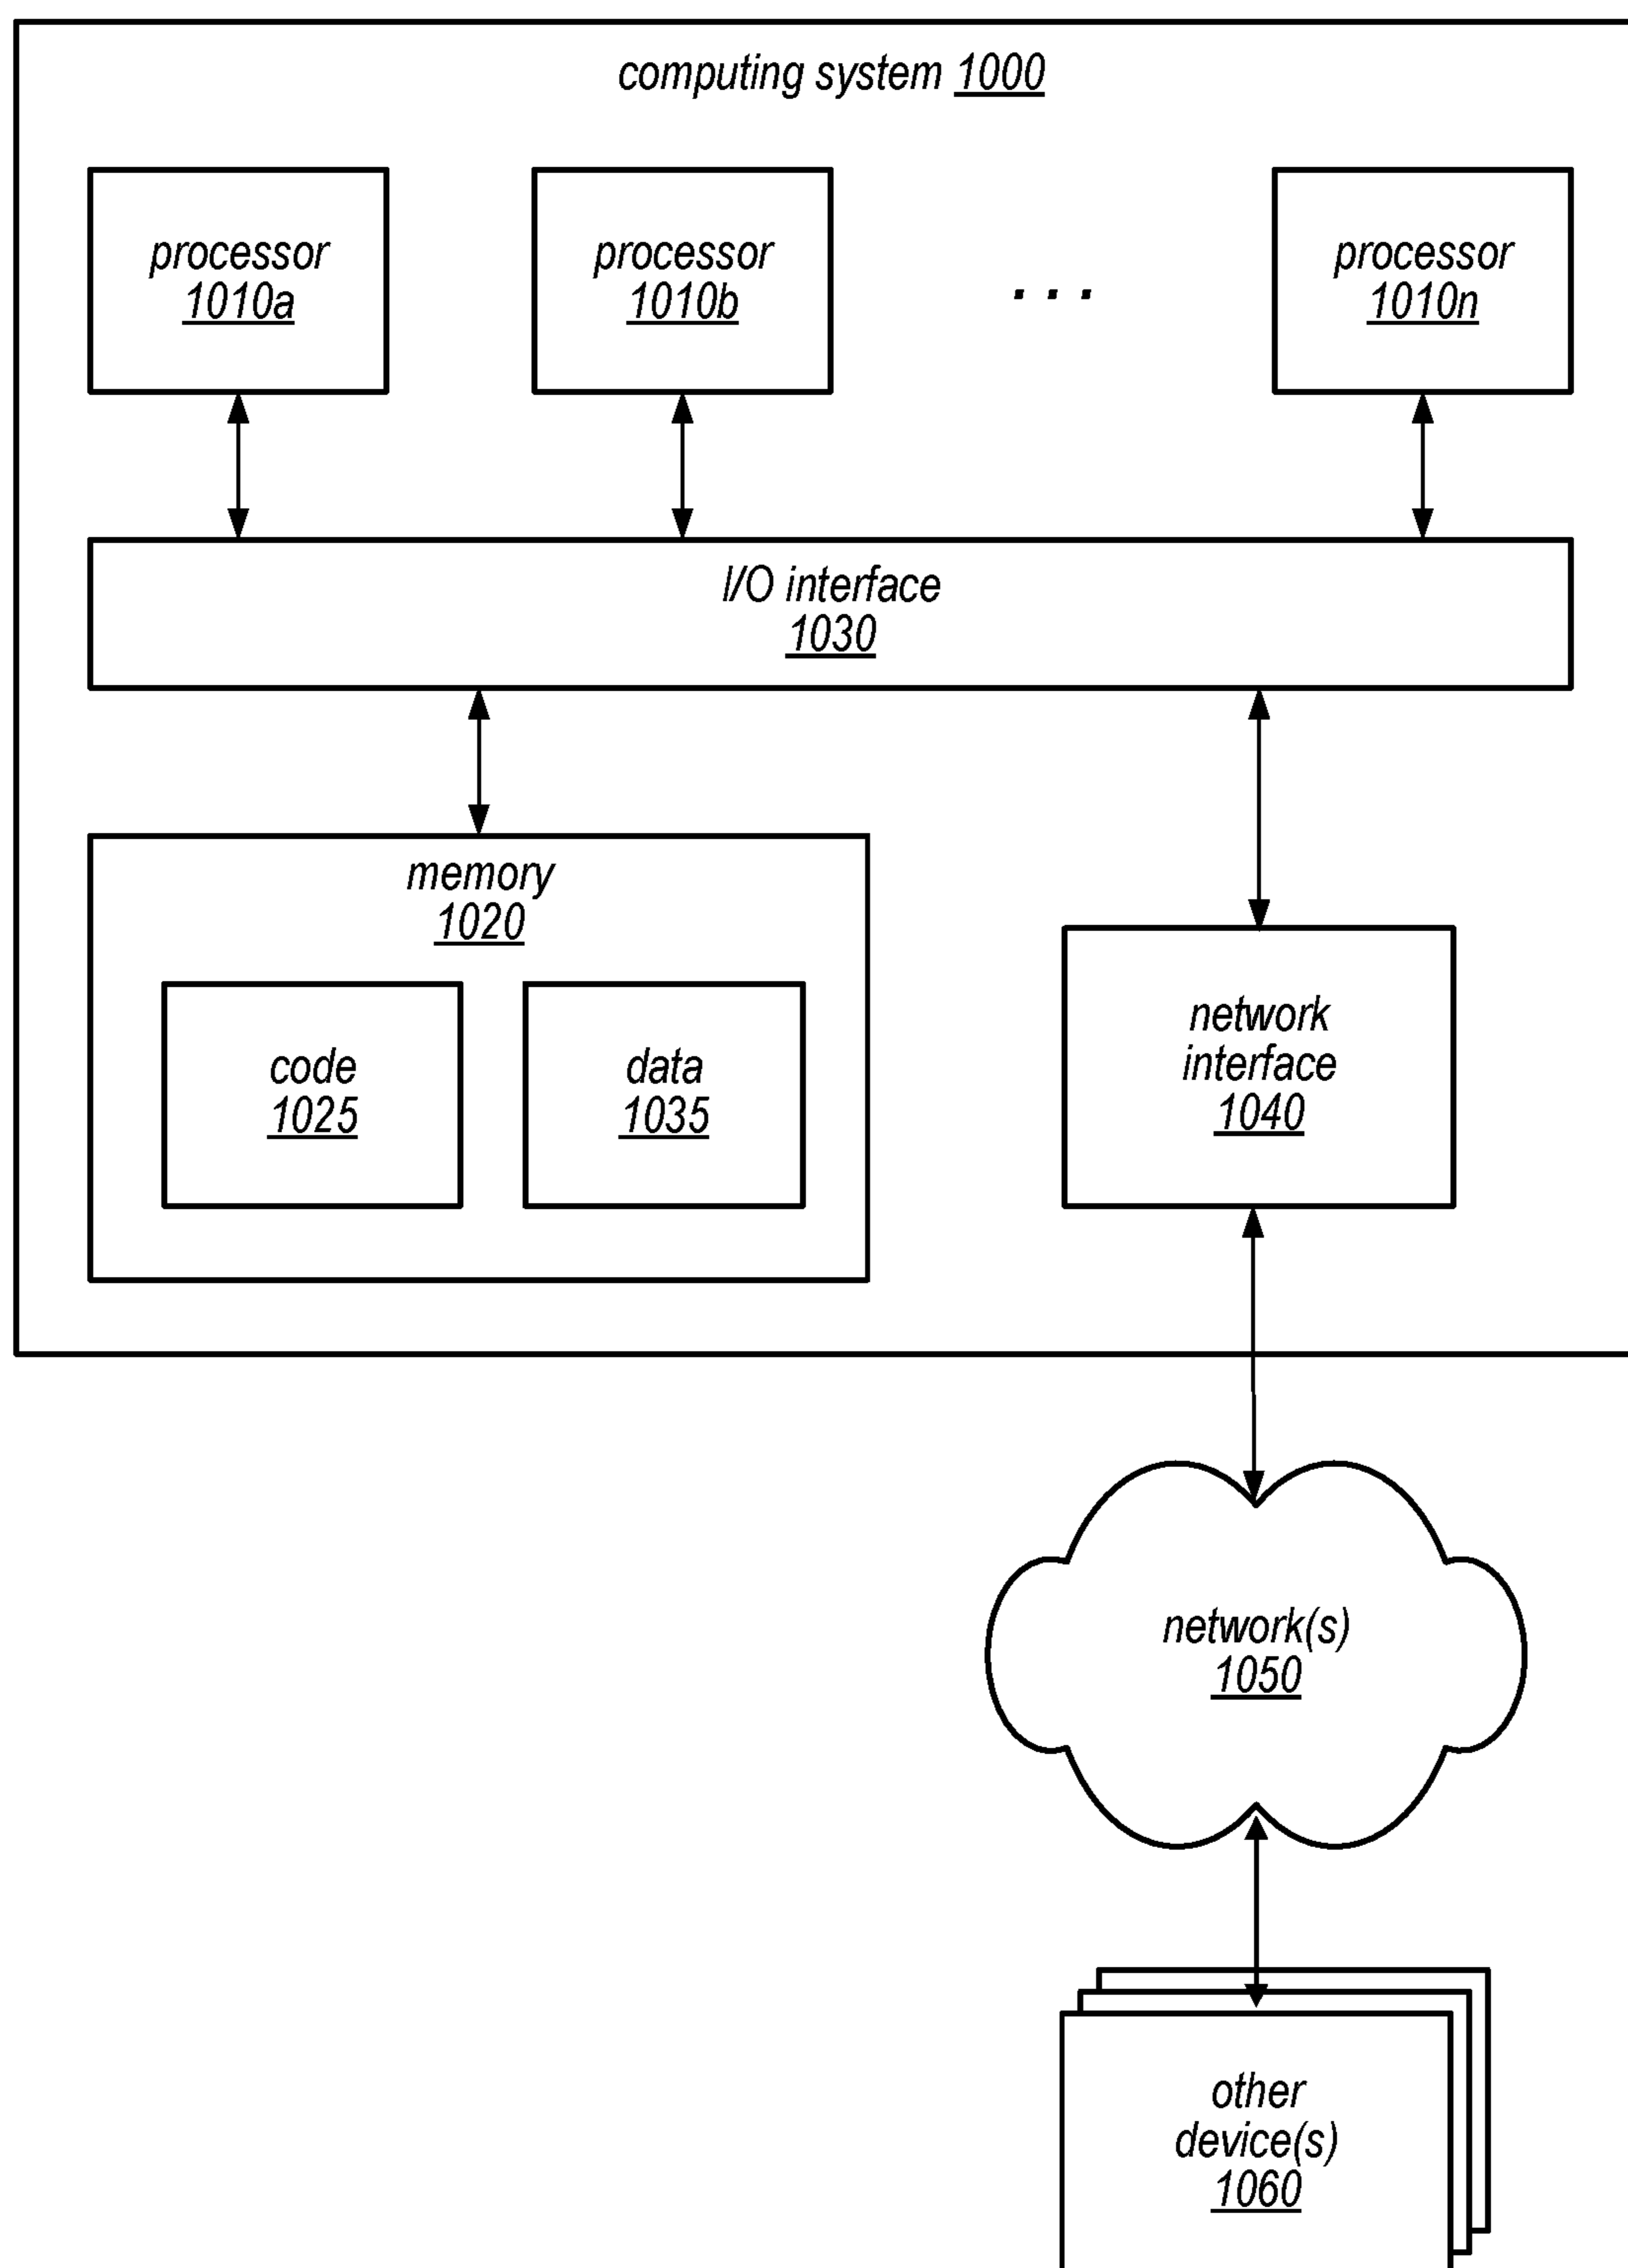 computing system 1000
processor
1010a
processor
1010b
. . .
processor
1010n
I/O interface
1030
memory
1020
code
1025
data
1035
network
interface
1040
network(s)
1050
other
device(s)
1060